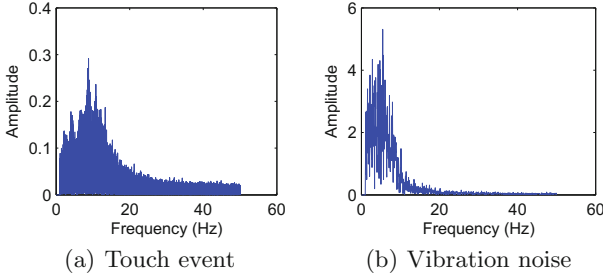 0.4
0.3
0.2
0.1
0
Amplitude
0 20 40 60
Frequency (Hz)
(a) Touch event
6
4
2
0
Amplitude
0 20 40 60
Frequency (Hz)
(b) Vibration noise